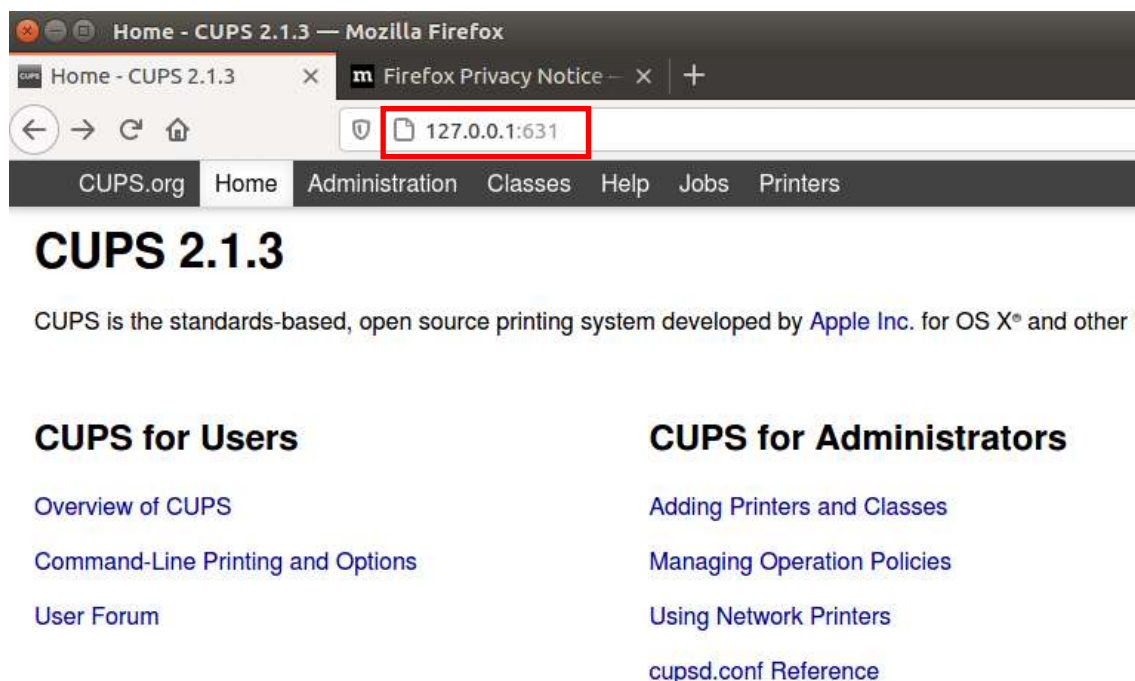 Home - CUPS 2.1.3 — Mozilla Firefox
CUPS Home - CUPS 2.1.3 × m Firefox Privacy Notice – × +
127.0.0.1:631
CUPS.org Home Administration Classes Help Jobs Printers
CUPS 2.1.3
CUPS is the standards-based, open source printing system developed by Apple Inc. for OS X® and other
CUPS for Users
Overview of CUPS
Command-Line Printing and Options
User Forum
CUPS for Administrators
Adding Printers and Classes
Managing Operation Policies
Using Network Printers
cupsd.conf Reference